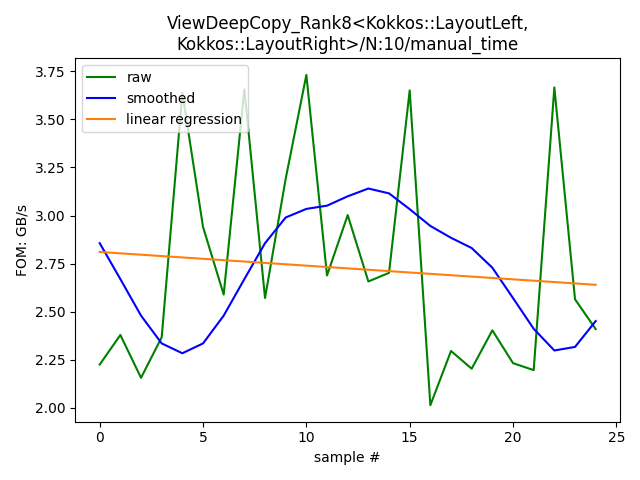 ViewDeepCopy_Rank8<Kokkos::LayoutLeft,
Kokkos::LayoutRight>/N:10/manual_time
raw
smoothed
linear regression
FOM: GB/s
3.75
3.50
3.25
3.00
2.75
2.50
2.25
2.00
0
5
10
15
20
25
sample #